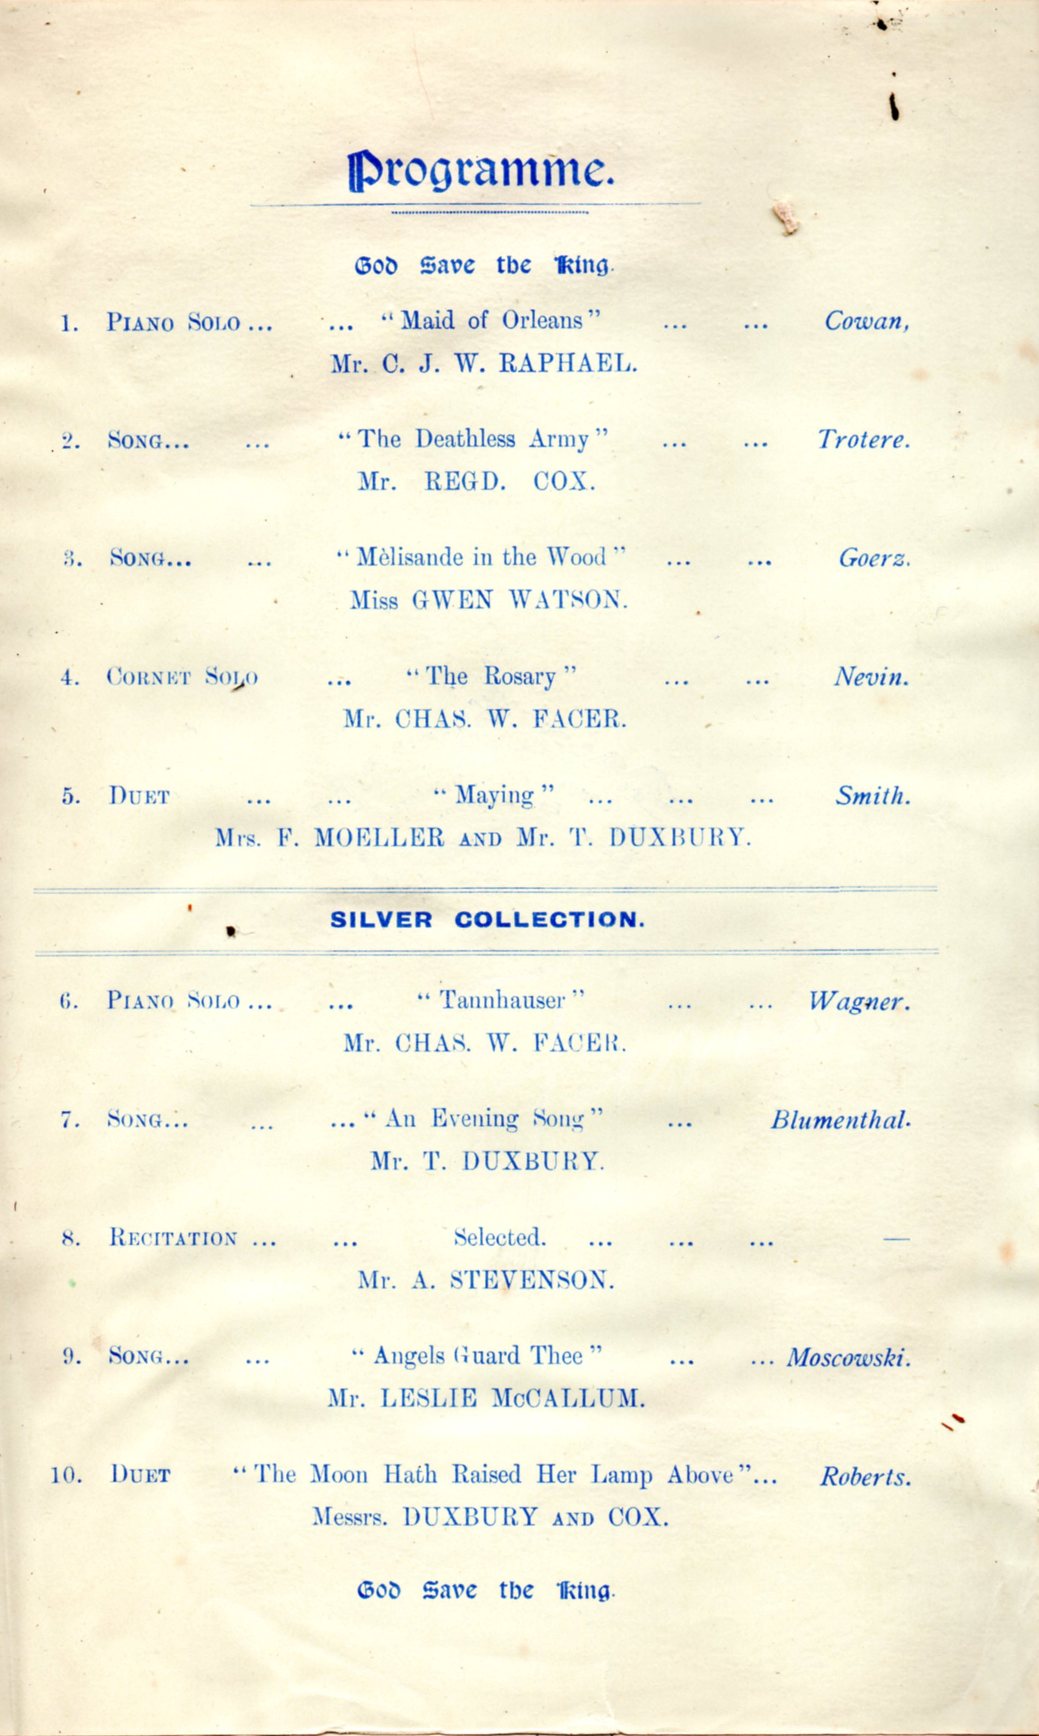 Programme.
God Save the King.
1. PIANO SOLO ... ... "Maid of Orleans" ... ... Cowan,
Mr. C. J. W. RAPHAEL.
2. SONG... ... "The Deathless Army" ... ... Trotere.
Mr. REGD. COX.
3. SONG... ... "Mèlisande in the Wood" ... ... Goerz.
Miss GWEN WATSON.
4. CORNET SOLO ... "The Rosary" ... ... Nevin.
Mr. CHAS. W. FACER.
5. DUET ... ... "Maying" ... ... ... Smith.
Mrs. F. MOELLER AND Mr. T. DUXBURY.
SILVER COLLECTION.
6. PIANO SOLO ... ... "Tannhauser" ... ... Wagner.
Mr. CHAS. W. FACER.
7. SONG... ... ... "An Evening Song" ... Blumenthal.
Mr. T. DUXBURY.
8. RECITATION ... ... Selected. ... ... ... —
Mr. A. STEVENSON.
9. SONG... ... "Angels Guard Thee" ... ... Moscowski.
Mr. LESLIE McCALLUM.
10. DUET "The Moon Hath Raised Her Lamp Above"... Roberts.
Messrs. DUXBURY AND COX.
God Save the King.